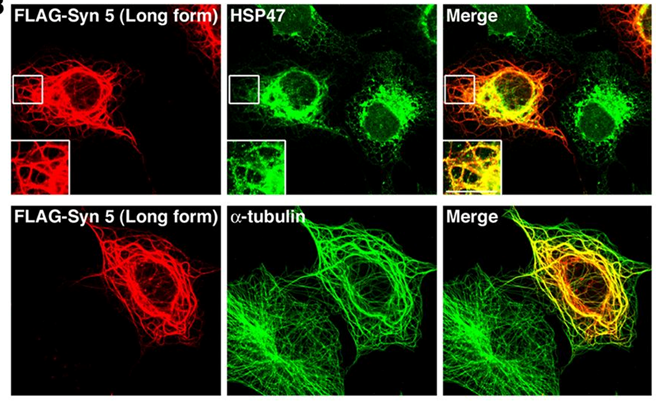 FLAG-Syn 5 (Long form)
HSP47
Merge
FLAG-Syn 5 (Long form)
α-tubulin
Merge